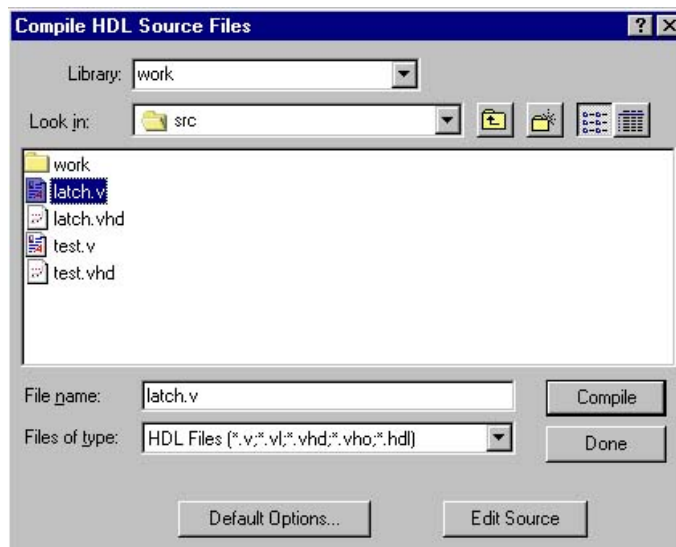 Compile HDL Source Files
Library: work
Look in: src
work
latch.v
latch.vhd
test.v
test.vhd
File name: latch.v Compile
Files of type: HDL Files (*.v;*.vl;*.vhd;*.vho;*.hdl) Done
Default Options... Edit Source